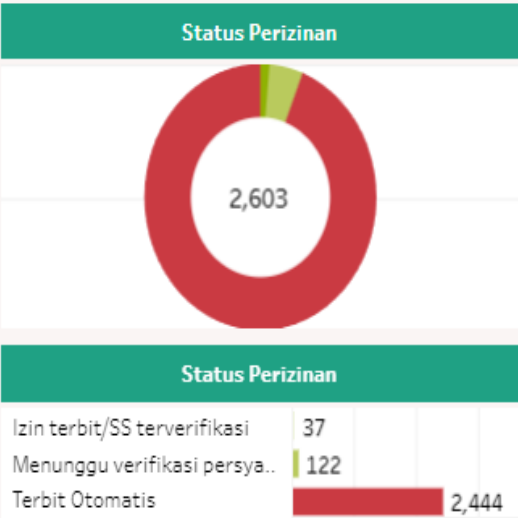 Status Perizinan
2,603
Status Perizinan
Izin terbit/SS terverifikasi 37
Menunggu verifikasi persya.. 122
Terbit Otomatis 2,444